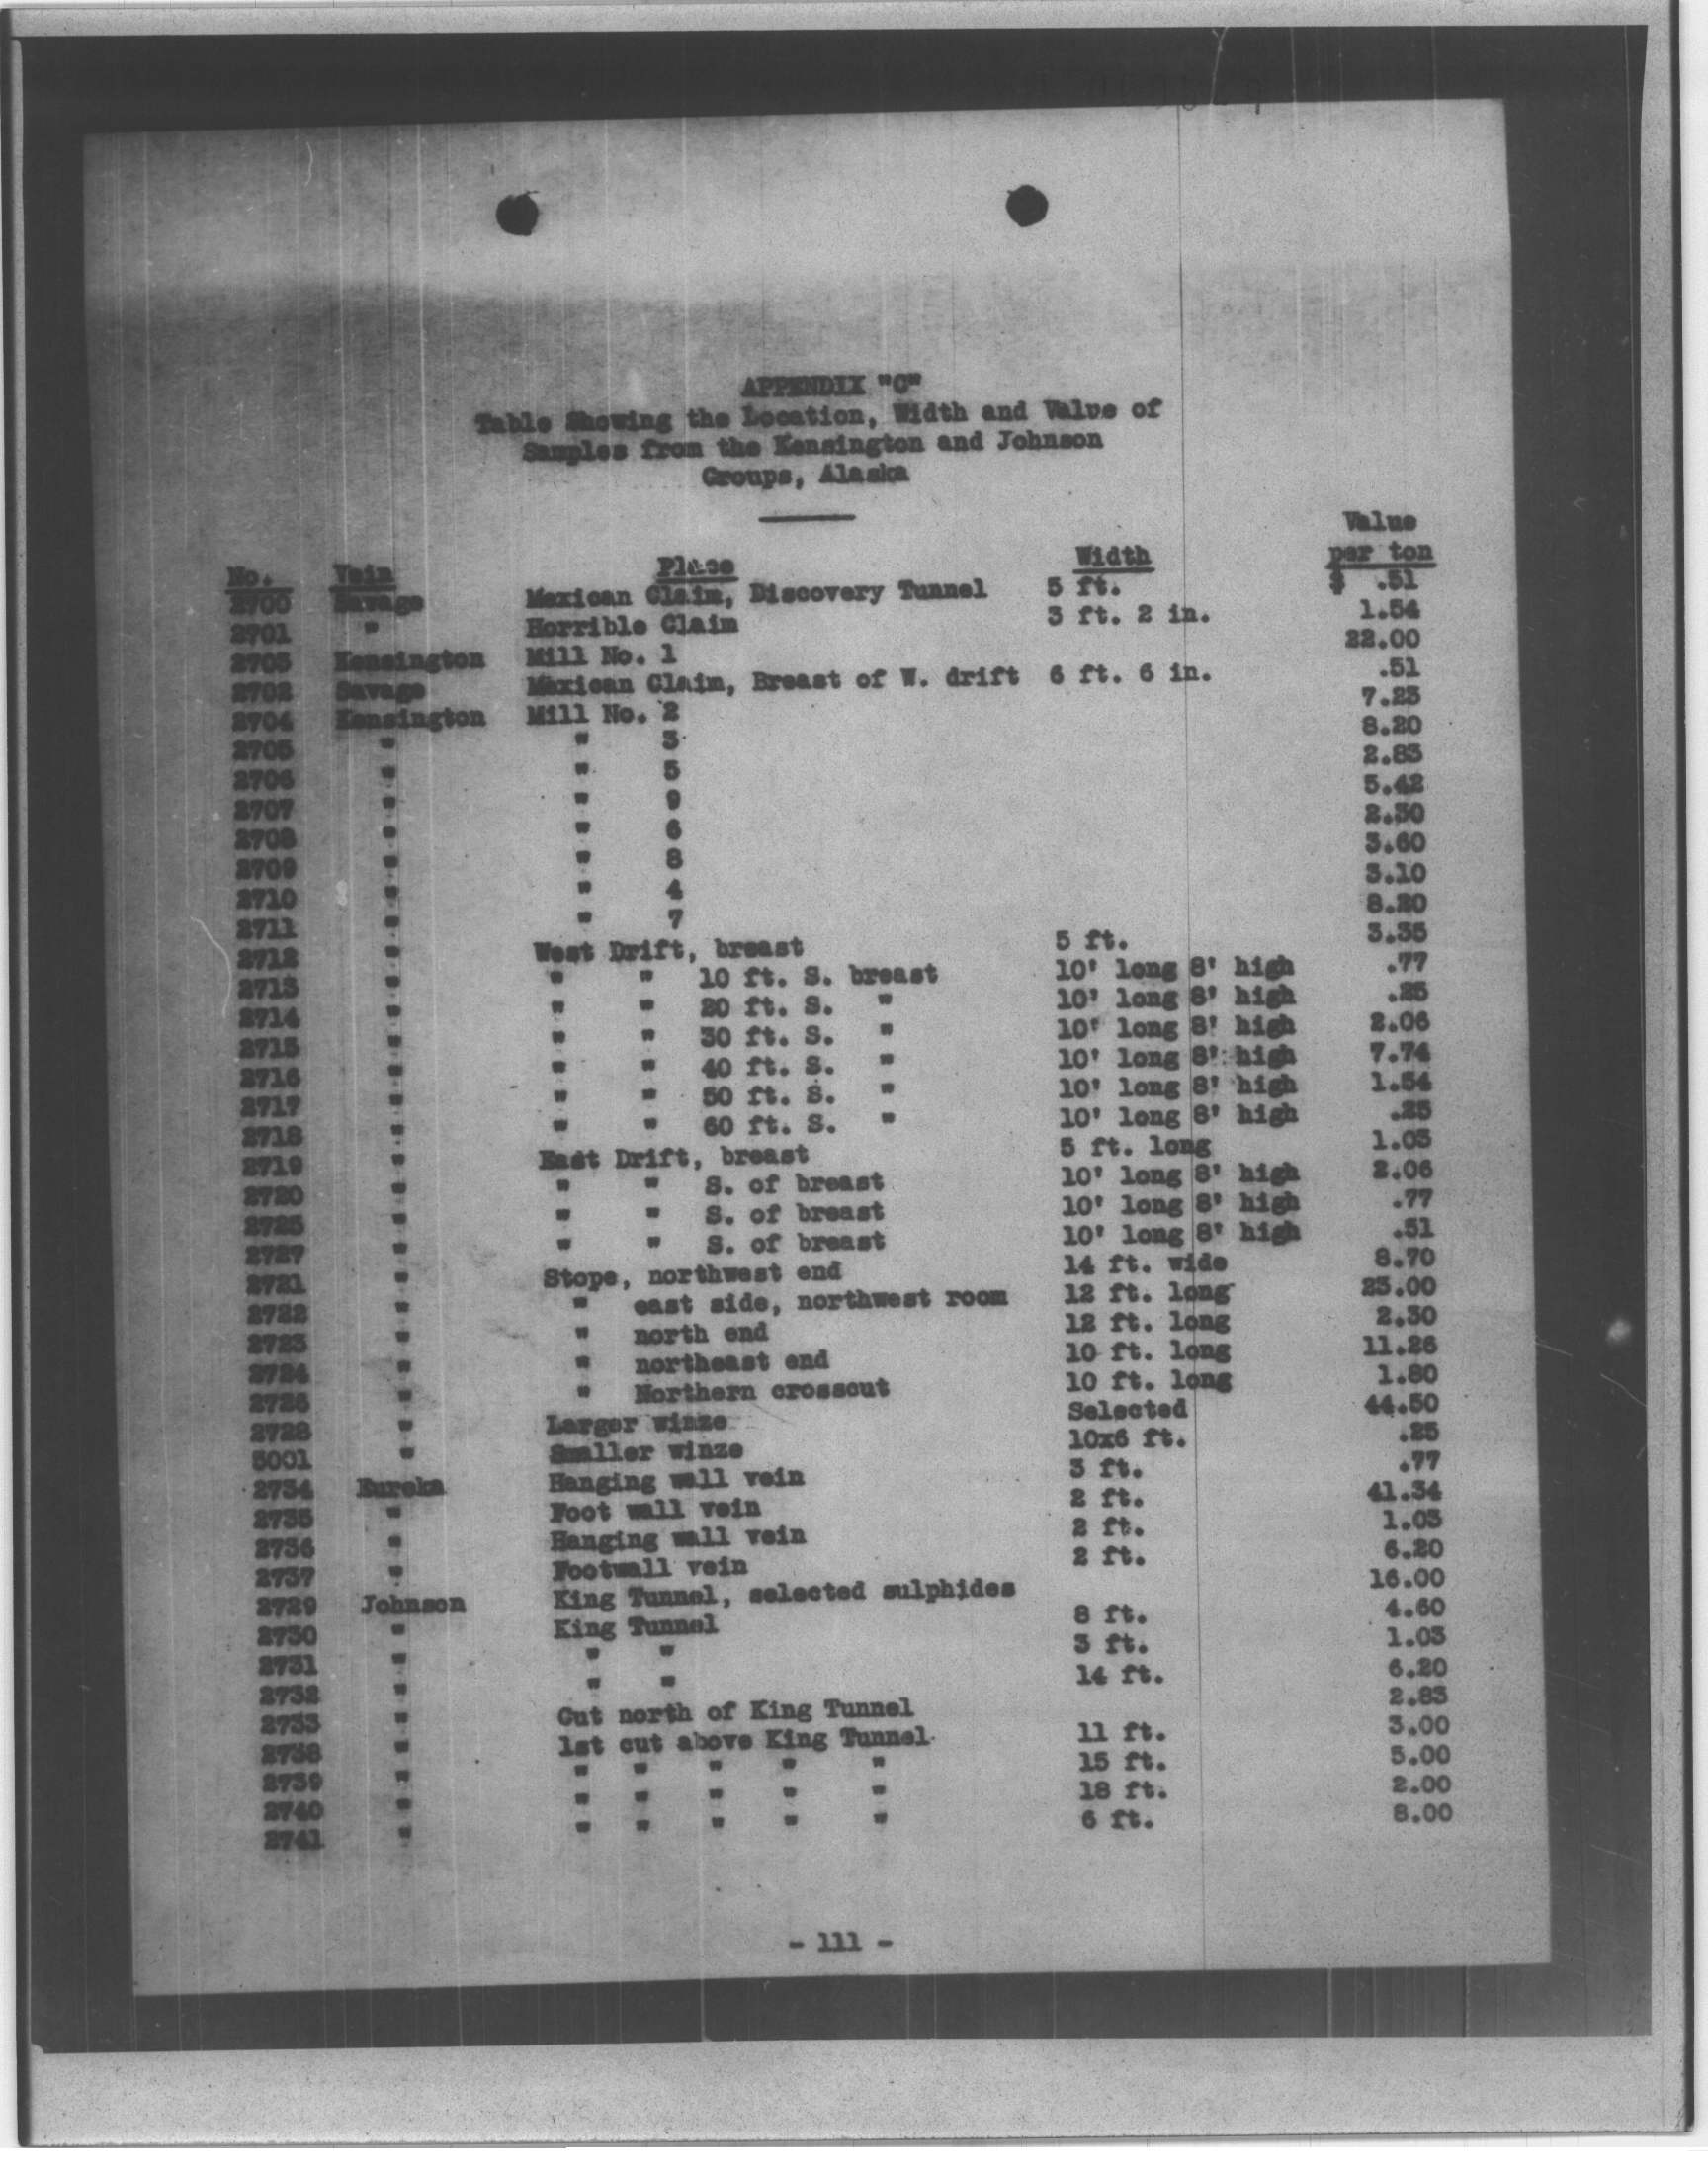 APPENDIX "C"
Table Showing the Location, Width and Value of
Samples from the Kensington and Johnson
Groups, Alaska
Value
No. Vein Place Width per ton
2700 Savage Mexican Claim, Discovery Tunnel 5 ft. $ .51
2701 " Horrible Claim 3 ft. 2 in. 1.54
2703 Kensington Mill No. 1 22.00
2702 Savage Mexican Claim, Breast of W. drift 6 ft. 6 in. .51
2704 Kensington Mill No. 2 7.23
2705 " " 3 8.20
2706 " " 5 2.83
2707 " " 9 5.42
2708 " " 6 2.30
2709 " " 8 3.60
2710 " " 4 3.10
2711 " " 7 8.20
2712 " West Drift, breast 5 ft. 3.35
2713 " " " 10 ft. S. breast 10' long 8' high .77
2714 " " " 20 ft. S. " 10' long 8' high .25
2715 " " " 30 ft. S. " 10' long 8' high 2.06
2716 " " " 40 ft. S. " 10' long 8' high 7.74
2717 " " " 50 ft. S. " 10' long 8' high 1.54
2718 " " " 60 ft. S. " 10' long 8' high .25
2719 " East Drift, breast 5 ft. long 1.03
2720 " " " S. of breast 10' long 8' high 2.06
2725 " " " S. of breast 10' long 8' high .77
2727 " " " S. of breast 10' long 8' high .51
2721 " Stope, northwest end 14 ft. wide 8.70
2722 " " east side, northwest room 12 ft. long 23.00
2723 " " north end 12 ft. long 2.30
2724 " " northeast end 10 ft. long 11.26
2726 " " Northern crosscut 10 ft. long 1.80
2728 " Larger winze Selected 44.50
3001 " Smaller winze 10x6 ft. .25
2734 Eureka Hanging wall vein 3 ft. .77
2735 " Foot wall vein 2 ft. 41.34
2736 " Hanging wall vein 2 ft. 1.03
2737 " Footwall vein 2 ft. 6.20
2729 Johnson King Tunnel, selected sulphides 16.00
2730 " King Tunnel 8 ft. 4.60
2731 " " " 3 ft. 1.03
2732 " " " 14 ft. 6.20
2733 " Cut north of King Tunnel 2.83
2738 " 1st cut above King Tunnel 11 ft. 3.00
2739 " " " " " " 15 ft. 5.00
2740 " " " " " " 18 ft. 2.00
2741 " " " " " " 6 ft. 8.00
- 111 -